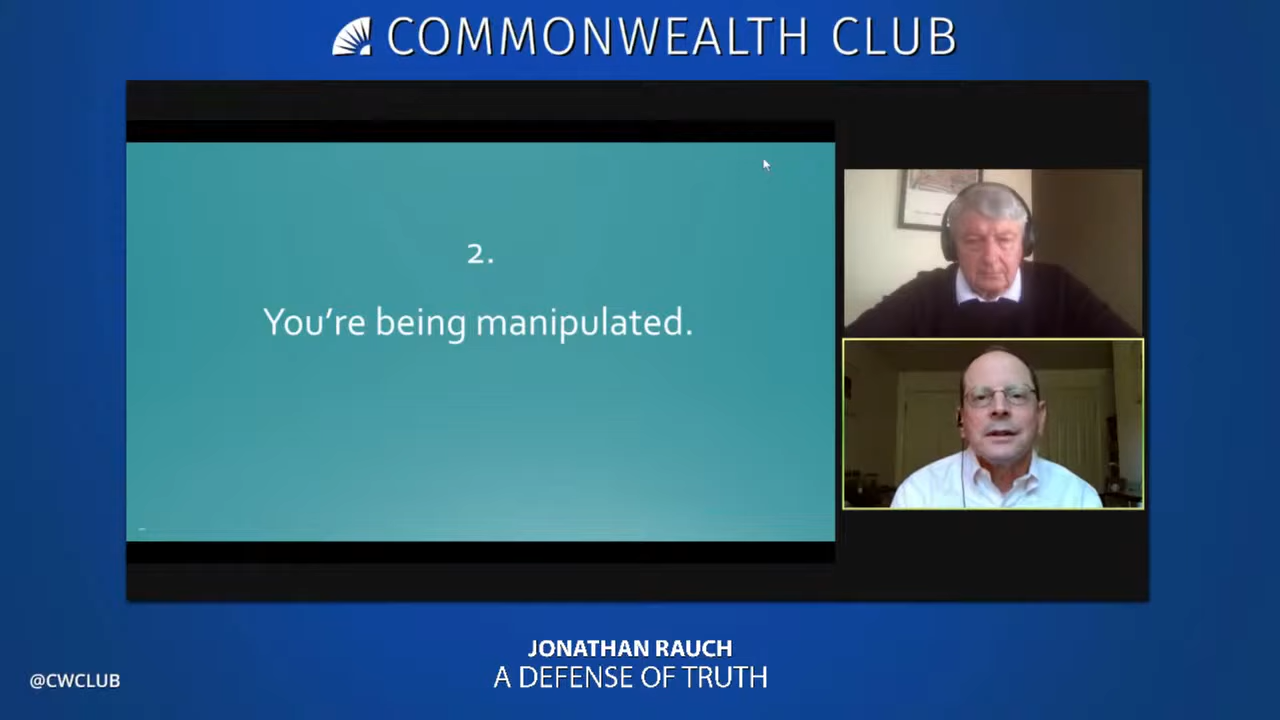 COMMONWEALTH CLUB
2.
You're being manipulated.
JONATHAN RAUCH
A DEFENSE OF TRUTH
@CWCLUB